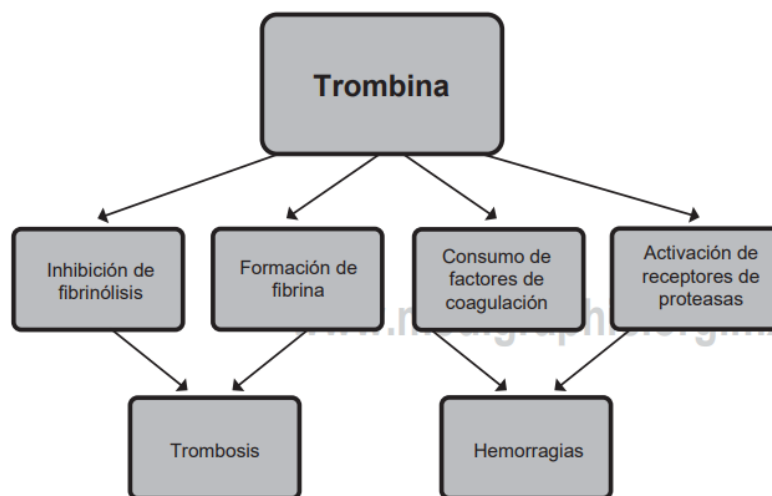 Trombina
Inhibición de
fibrinólisis
Formación de
fibrina
Consumo de
factores de
coagulación
Activación de
receptores de
proteasas
Trombosis
Hemorragias